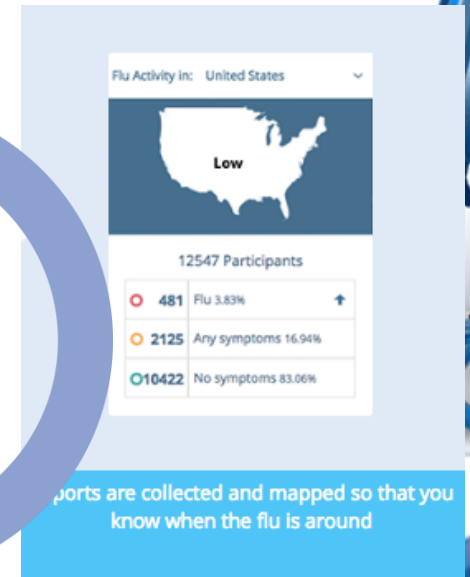 Flu Activity in: United States
Low
12547 Participants
481 Flu 3.83%
2125 Any symptoms 16.94%
10422 No symptoms 83.06%
ports are collected and mapped so that you
know when the flu is around